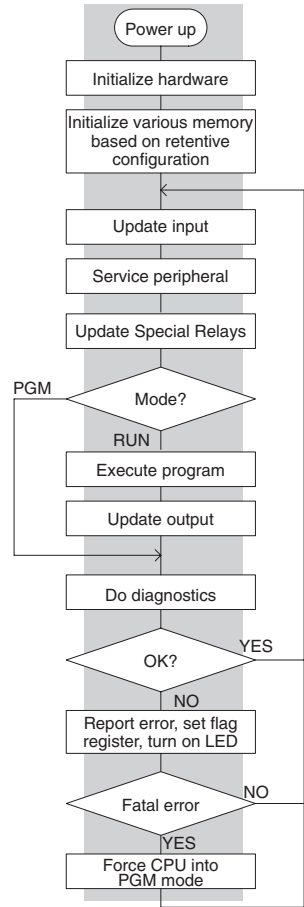 Power up
Initialize hardware
Initialize various memory
based on retentive
configuration
Update input
Service peripheral
Update Special Relays
PGM
Mode?
RUN
Execute program
Update output
Do diagnostics
YES
OK?
NO
Report error, set flag
register, turn on LED
NO
Fatal error
YES
Force CPU into
PGM mode